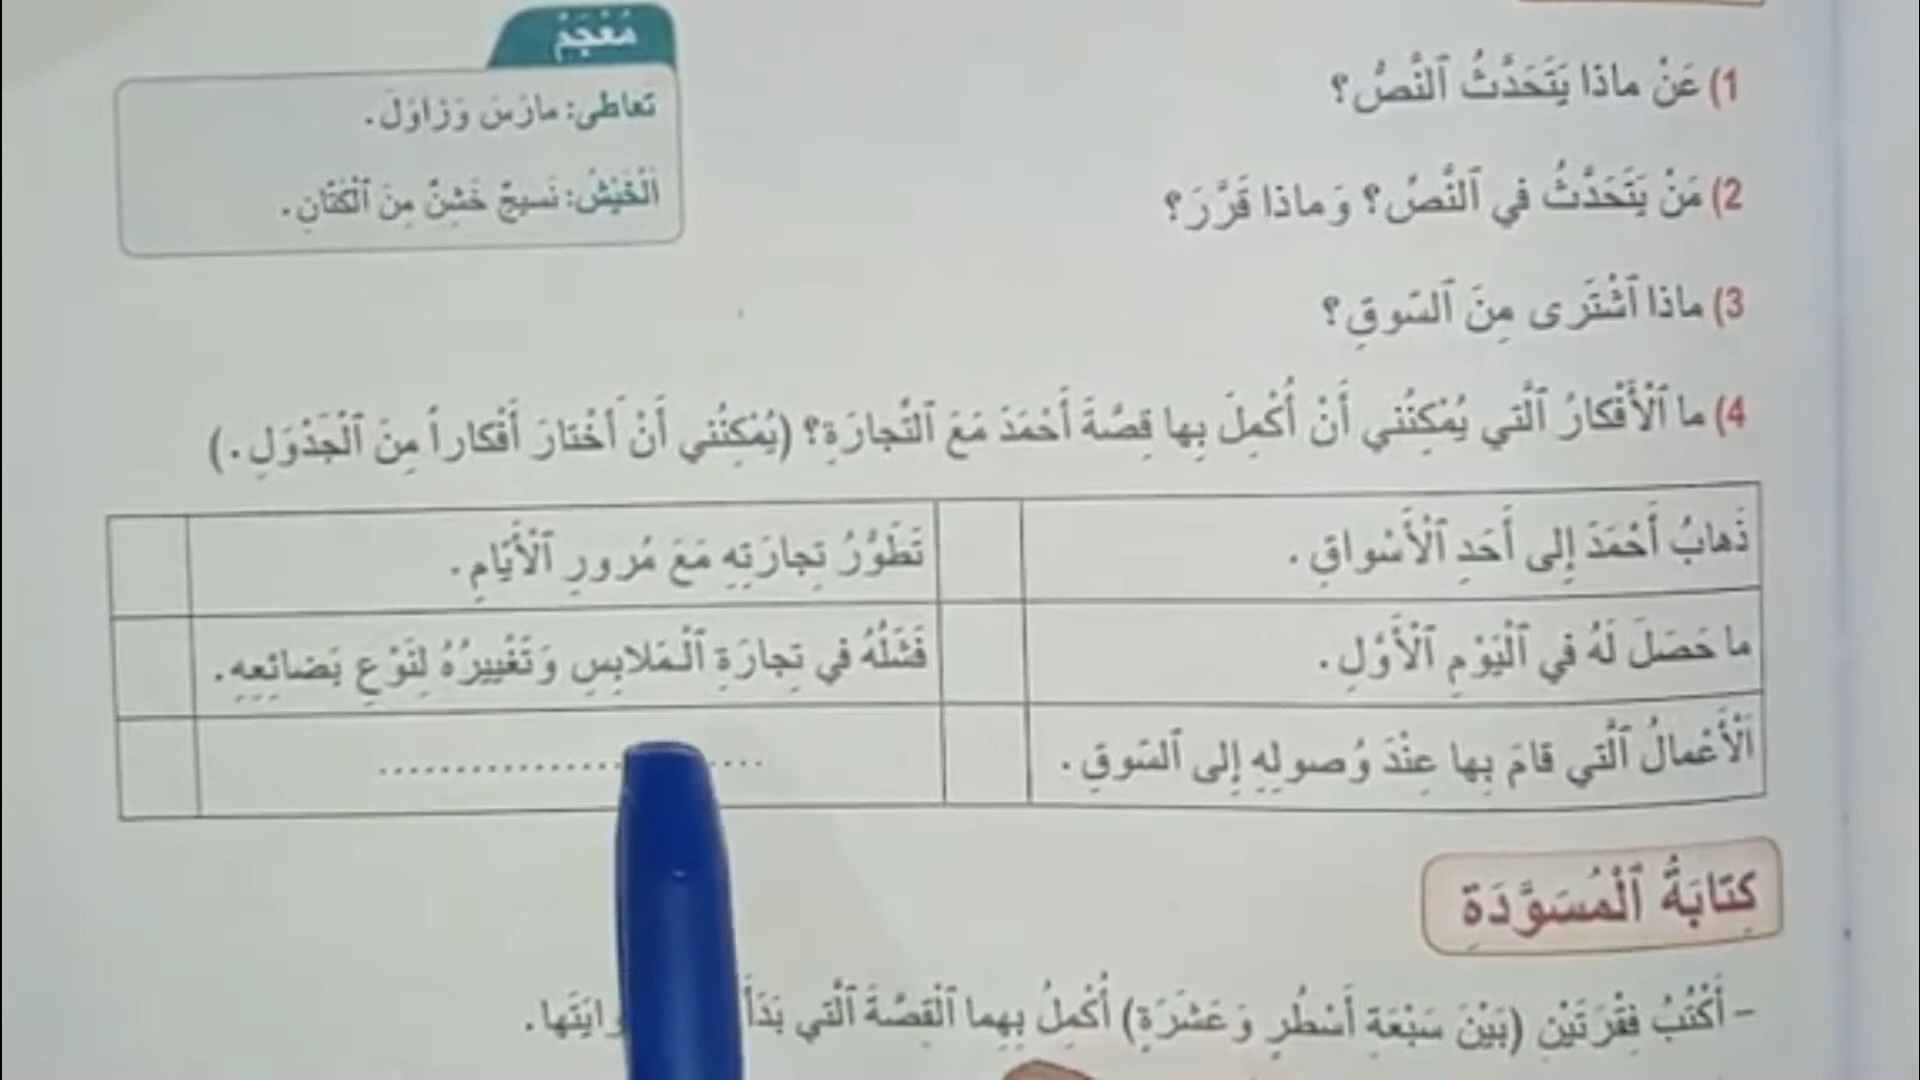 مُعْجَمٌ
تَعاطى: مارَسَ وَزاوَلَ.
اَلْخَيْشُ: نَسيجٌ خَشِنٌ مِنَ ٱلْكَتّانِ.
1) عَنْ ماذا يَتَحَدَّثُ ٱلنَّصُّ؟
2) مَنْ يَتَحَدَّثُ في ٱلنَّصِّ؟ وَماذا قَرَّرَ؟
3) ماذا ٱشْتَرى مِنَ ٱلسّوقِ؟
4) ما ٱلْأَفْكارُ ٱلَّتي يُمْكِنُني أَنْ أُكْمِلَ بِها قِصَّةَ أَحْمَدَ مَعَ ٱلتِّجارَةِ؟ (يُمْكِنُني أَنْ أَخْتارَ أَفْكاراً مِنَ ٱلْجَدْوَلِ.)
ذَهابُ أَحْمَدَ إِلى أَحَدِ ٱلْأَسْواقِ. تَطَوُّرُ تِجارَتِهِ مَعَ مُرورِ ٱلْأَيّامِ.
ما حَصَلَ لَهُ في ٱلْيَوْمِ ٱلْأَوَّلِ. فَشَلُهُ في تِجارَةِ ٱلْمَلابِسِ وَتَغْييرُهُ لِنَوْعِ بَضائِعِهِ.
اَلْأَعْمالُ ٱلَّتي قامَ بِها عِنْدَ وُصولِهِ إِلى ٱلسّوقِ. ....................
كِتابَةُ ٱلْمُسَوَّدَةِ
- أَكْتُبُ فِقْرَتَيْنِ (بَيْنَ سَبْعَةِ أَسْطُرٍ وَعَشَرَةٍ) أُكْمِلُ بِهِما ٱلْقِصَّةَ ٱلَّتي